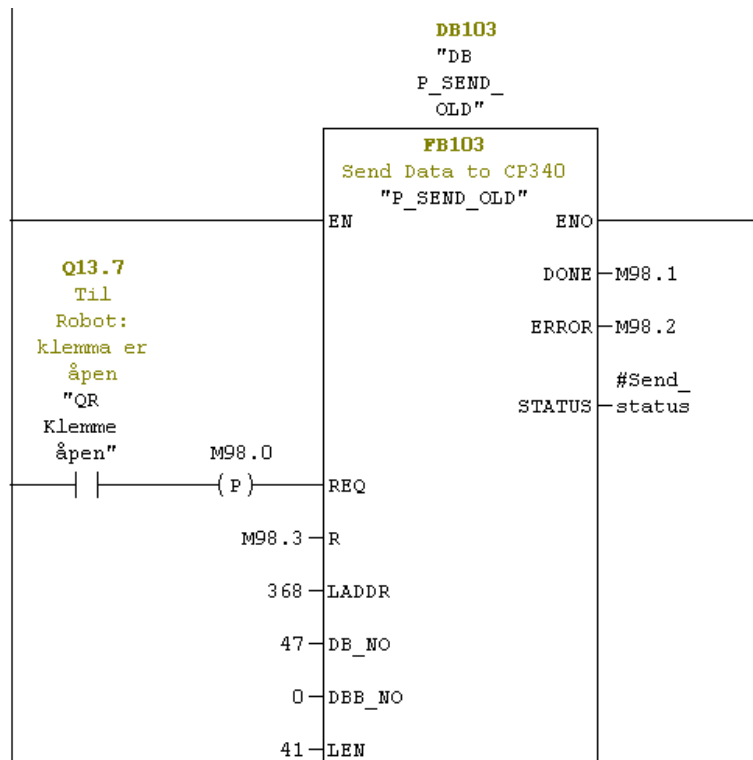 DB103
"DB
P_SEND_
OLD"
FB103
Send Data to CP340
"P_SEND_OLD"
EN
ENO
Q13.7
Til
Robot:
klemma er
åpen
"QR
Klemme
åpen"
DONE
M98.1
ERROR
M98.2
#Send_
STATUS
status
M98.0
(P)
REQ
M98.3
R
368
LADDR
47
DB_NO
0
DBB_NO
41
LEN